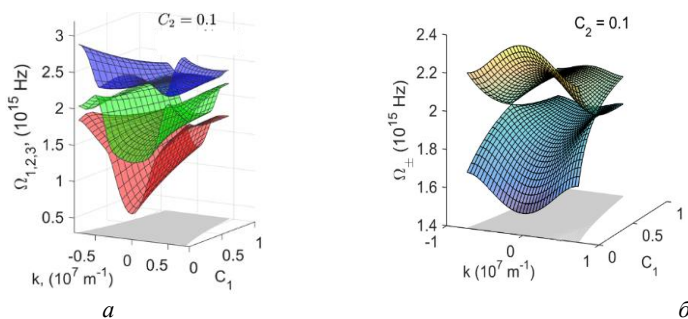 C₂ = 0.1
3
2.5
2
1.5
1
0.5
Ω₁,₂,₃, (10¹⁵ Hz)
-0.5 0 0.5
k, (10⁷ m⁻¹)
0 1
C₁
а
C₂ = 0.1
2.4
2.2
2
1.8
1.6
1.4
Ω± (10¹⁵ Hz)
-1 0 1
k (10⁷ m⁻¹)
0 0.5 1
C₁
б